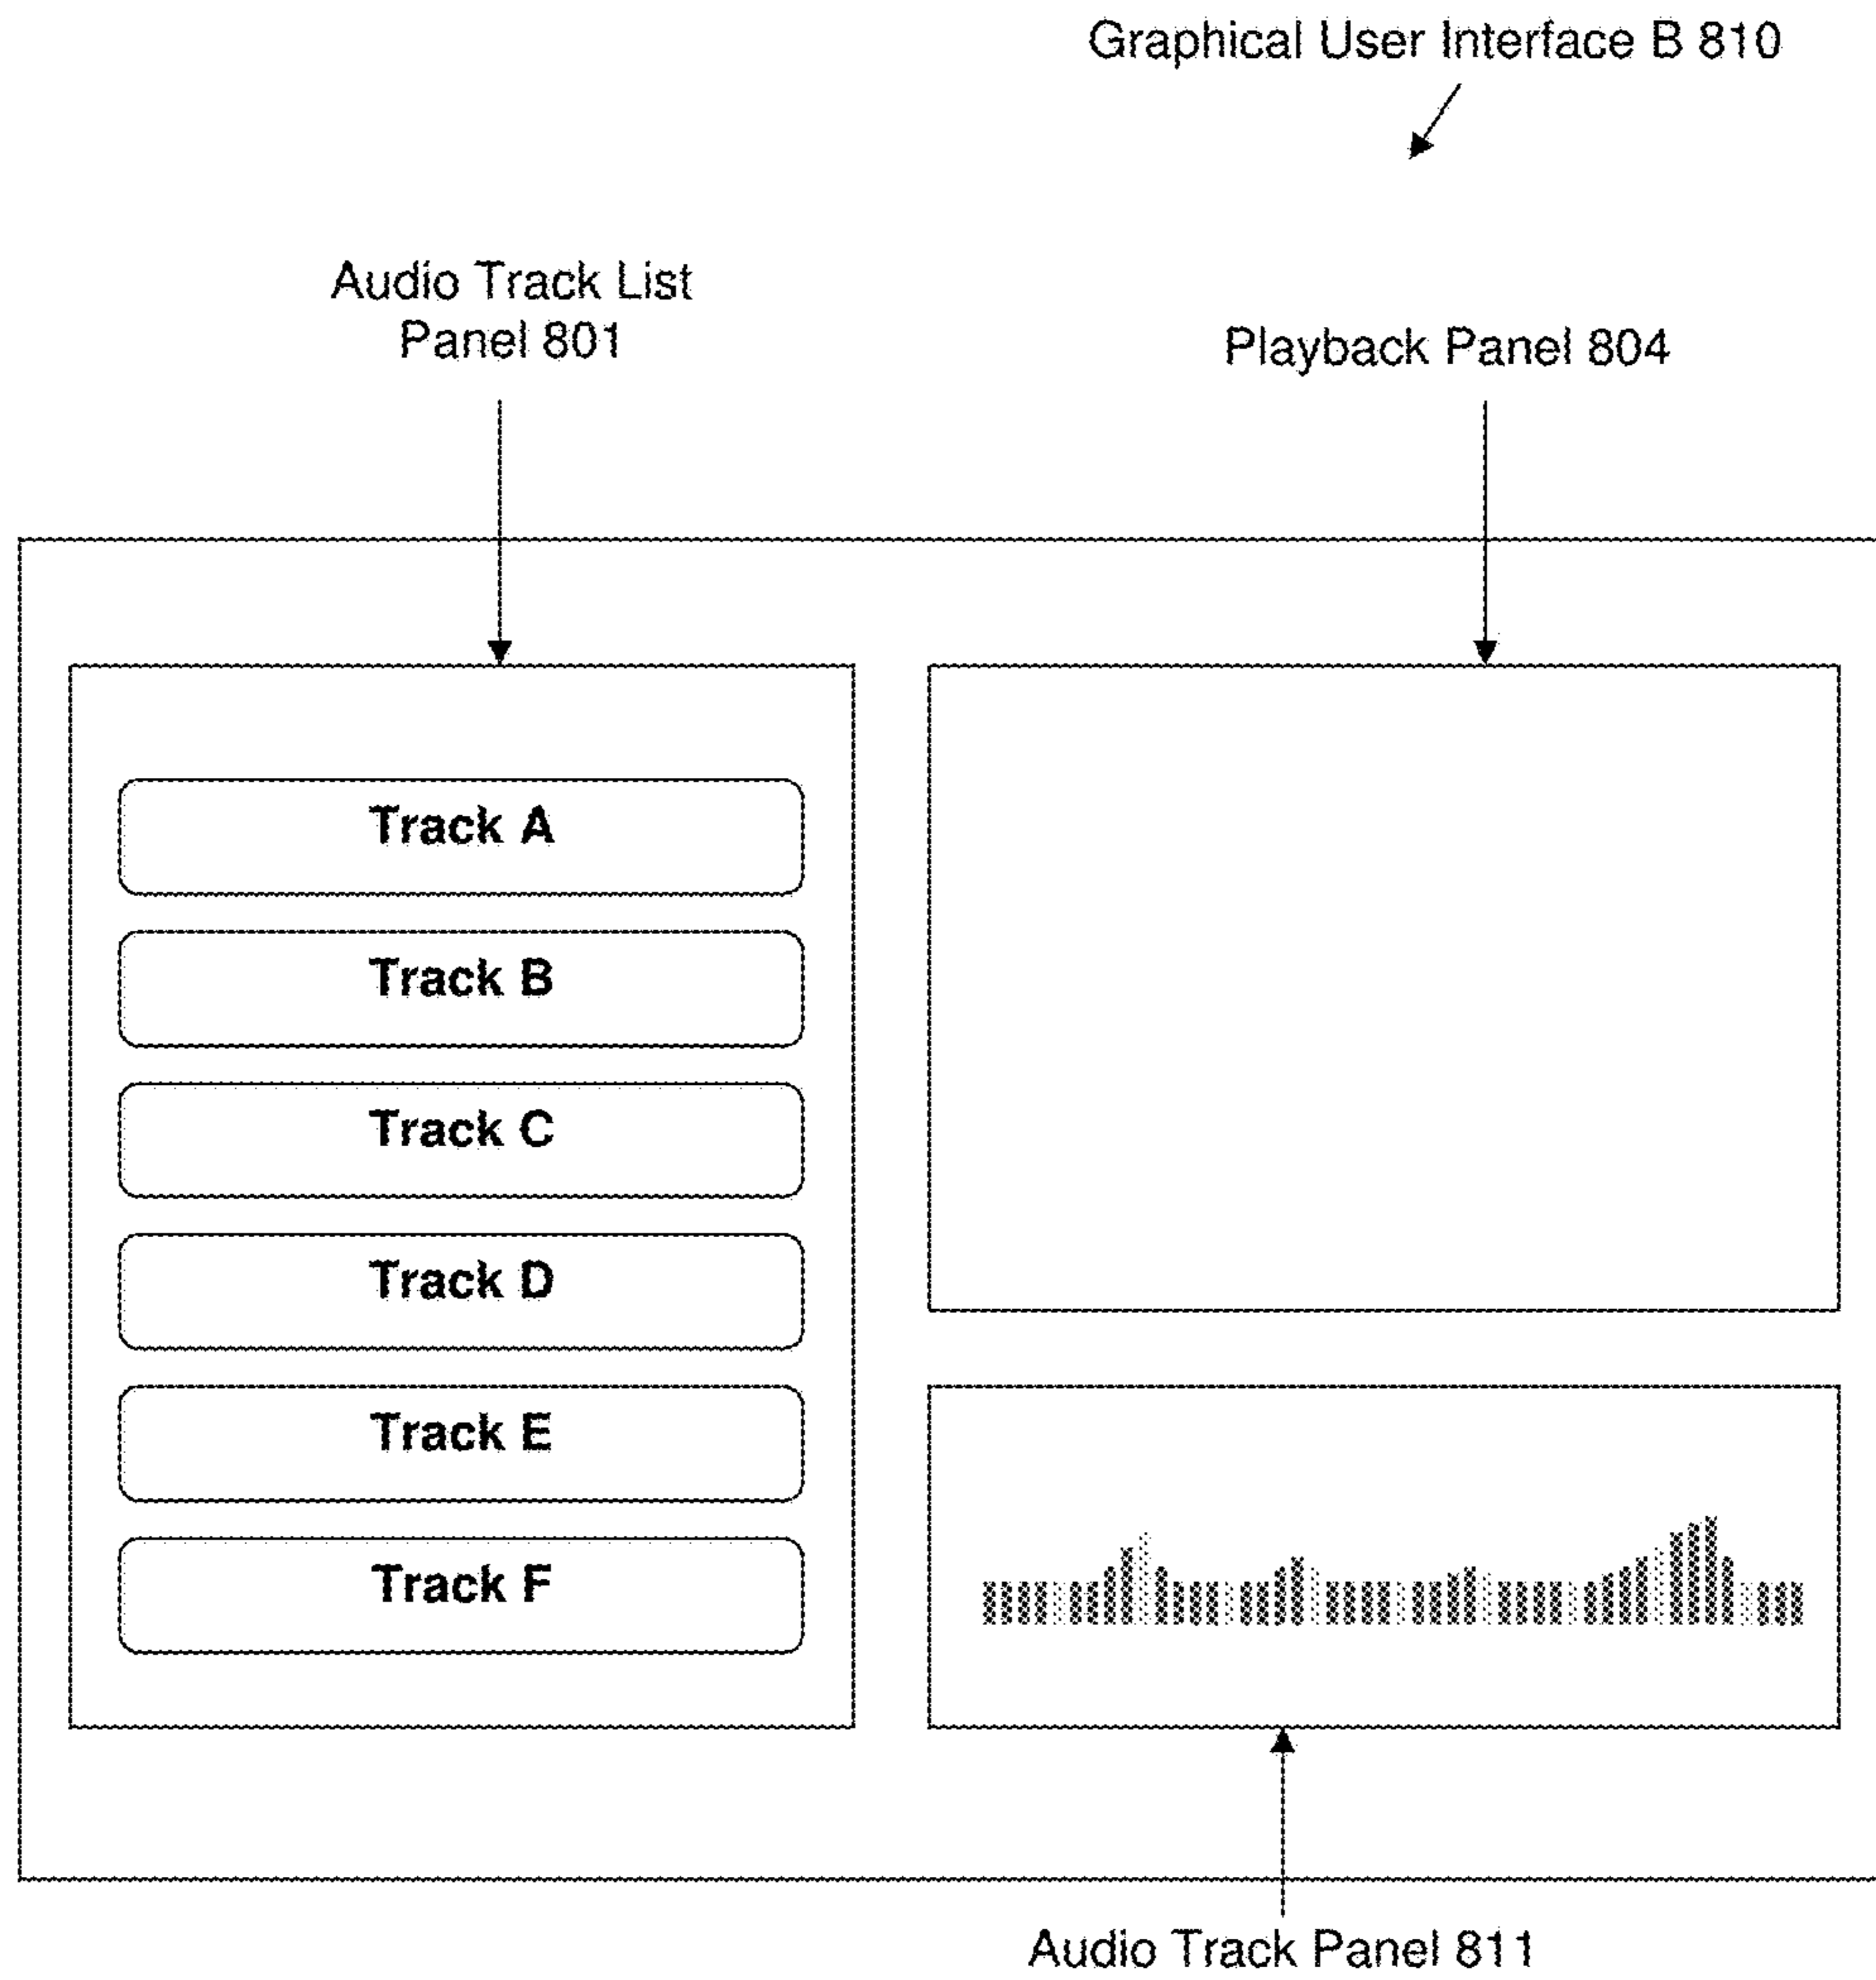 Graphical User Interface B 810
Audio Track List
Panel 801
Playback Panel 804
Track A
Track B
Track C
Track D
Track E
Track F
Audio Track Panel 811